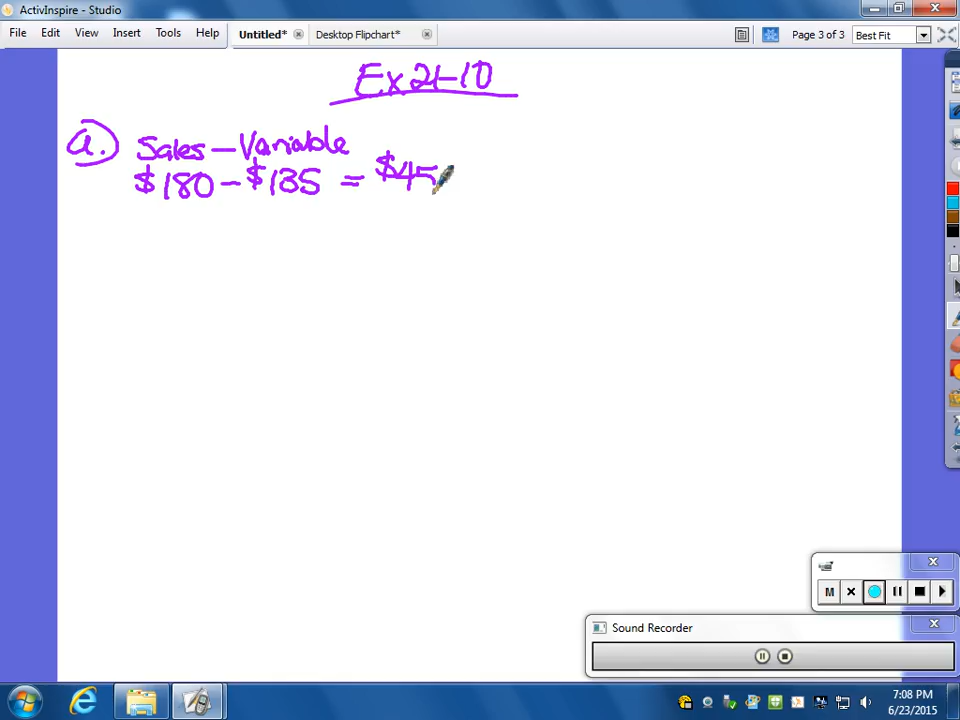 ActivInspire - Studio
File Edit View Insert Tools Help Untitled* Desktop Flipchart* Page 3 of 3 Best Fit
Ex 21-10
a. Sales - Variable
$180 - $135 = $45
M
Sound Recorder
7:08 PM
6/23/2015